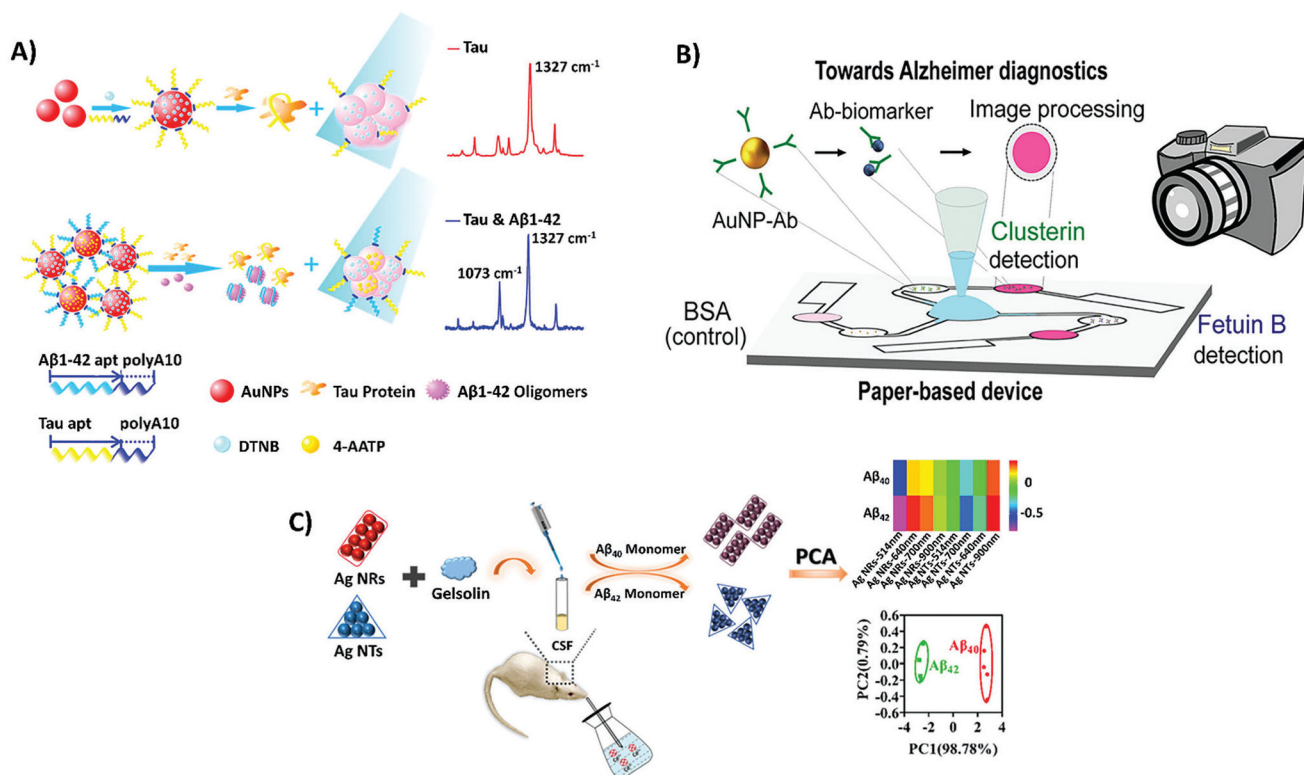 A)
Tau
1327 cm-1
Tau & Aβ1-42
1327 cm-1
1073 cm-1
Aβ1-42 apt polyA10
Tau apt polyA10
AuNPs
Tau Protein
Aβ1-42 Oligomers
DTNB
4-AATP
B)
Towards Alzheimer diagnostics
Ab-biomarker
Image processing
AuNP-Ab
Clusterin
detection
BSA
(control)
Fetuin B
detection
Paper-based device
C)
Ag NRs
Ag NTs
Gelsolin
CSF
Aβ40 Monomer
Aβ42 Monomer
PCA
Aβ40
Aβ42
0
-0.5
Ag NRs-514nm
Ag NRs-640nm
Ag NRs-700nm
Ag NRs-900nm
Ag NTs-514nm
Ag NTs-700nm
Ag NTs-640nm
Ag NTs-900nm
PC2(0.79%)
0.6
0.4
0.2
0.0
-0.2
-0.4
-0.6
Aβ40
Aβ42
-4 -2 0 2 4
PC1(98.78%)